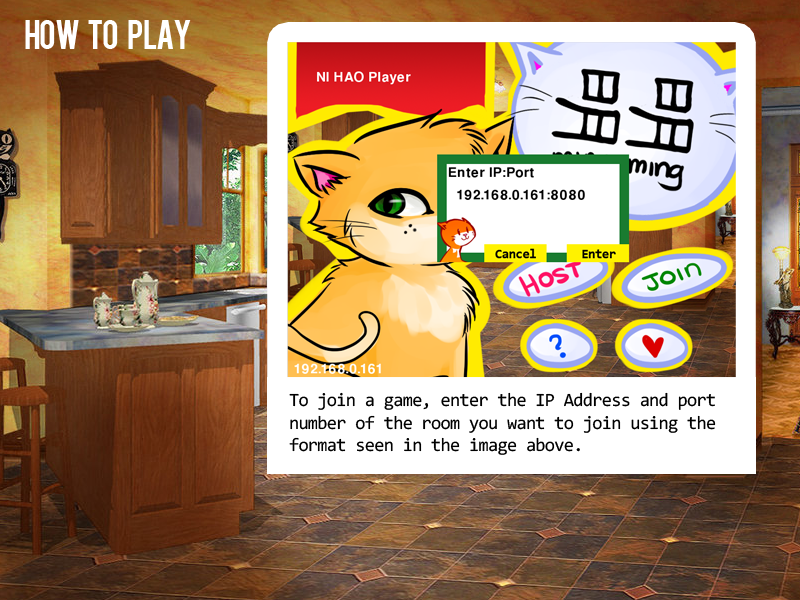 HOW TO PLAY
NI HAO Player
Enter IP:Port
192.168.0.161:8080
Cancel
Enter
HOST
JOIN
?
192.168.0.161
To join a game, enter the IP Address and port
number of the room you want to join using the
format seen in the image above.